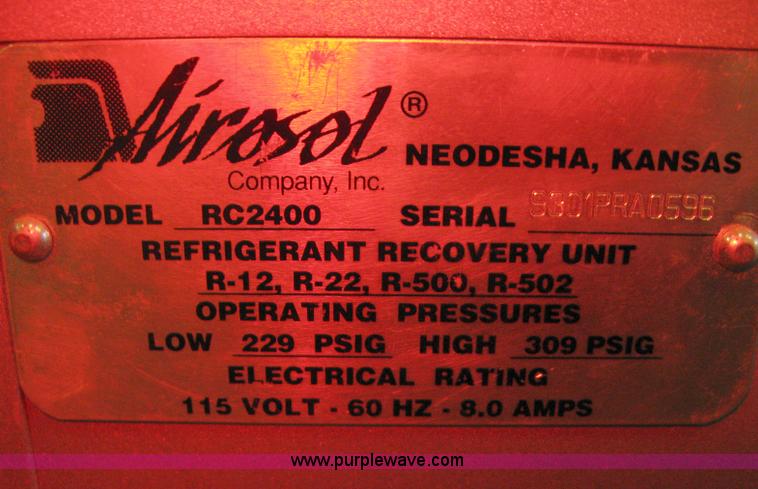 Airosol ® NEODESHA, KANSAS
Company, Inc.
MODEL RC2400 SERIAL 9301PRA0596
REFRIGERANT RECOVERY UNIT
R-12, R-22, R-500, R-502
OPERATING PRESSURES
LOW 229 PSIG HIGH 309 PSIG
ELECTRICAL RATING
115 VOLT - 60 HZ - 8.0 AMPS
www.purplewave.com